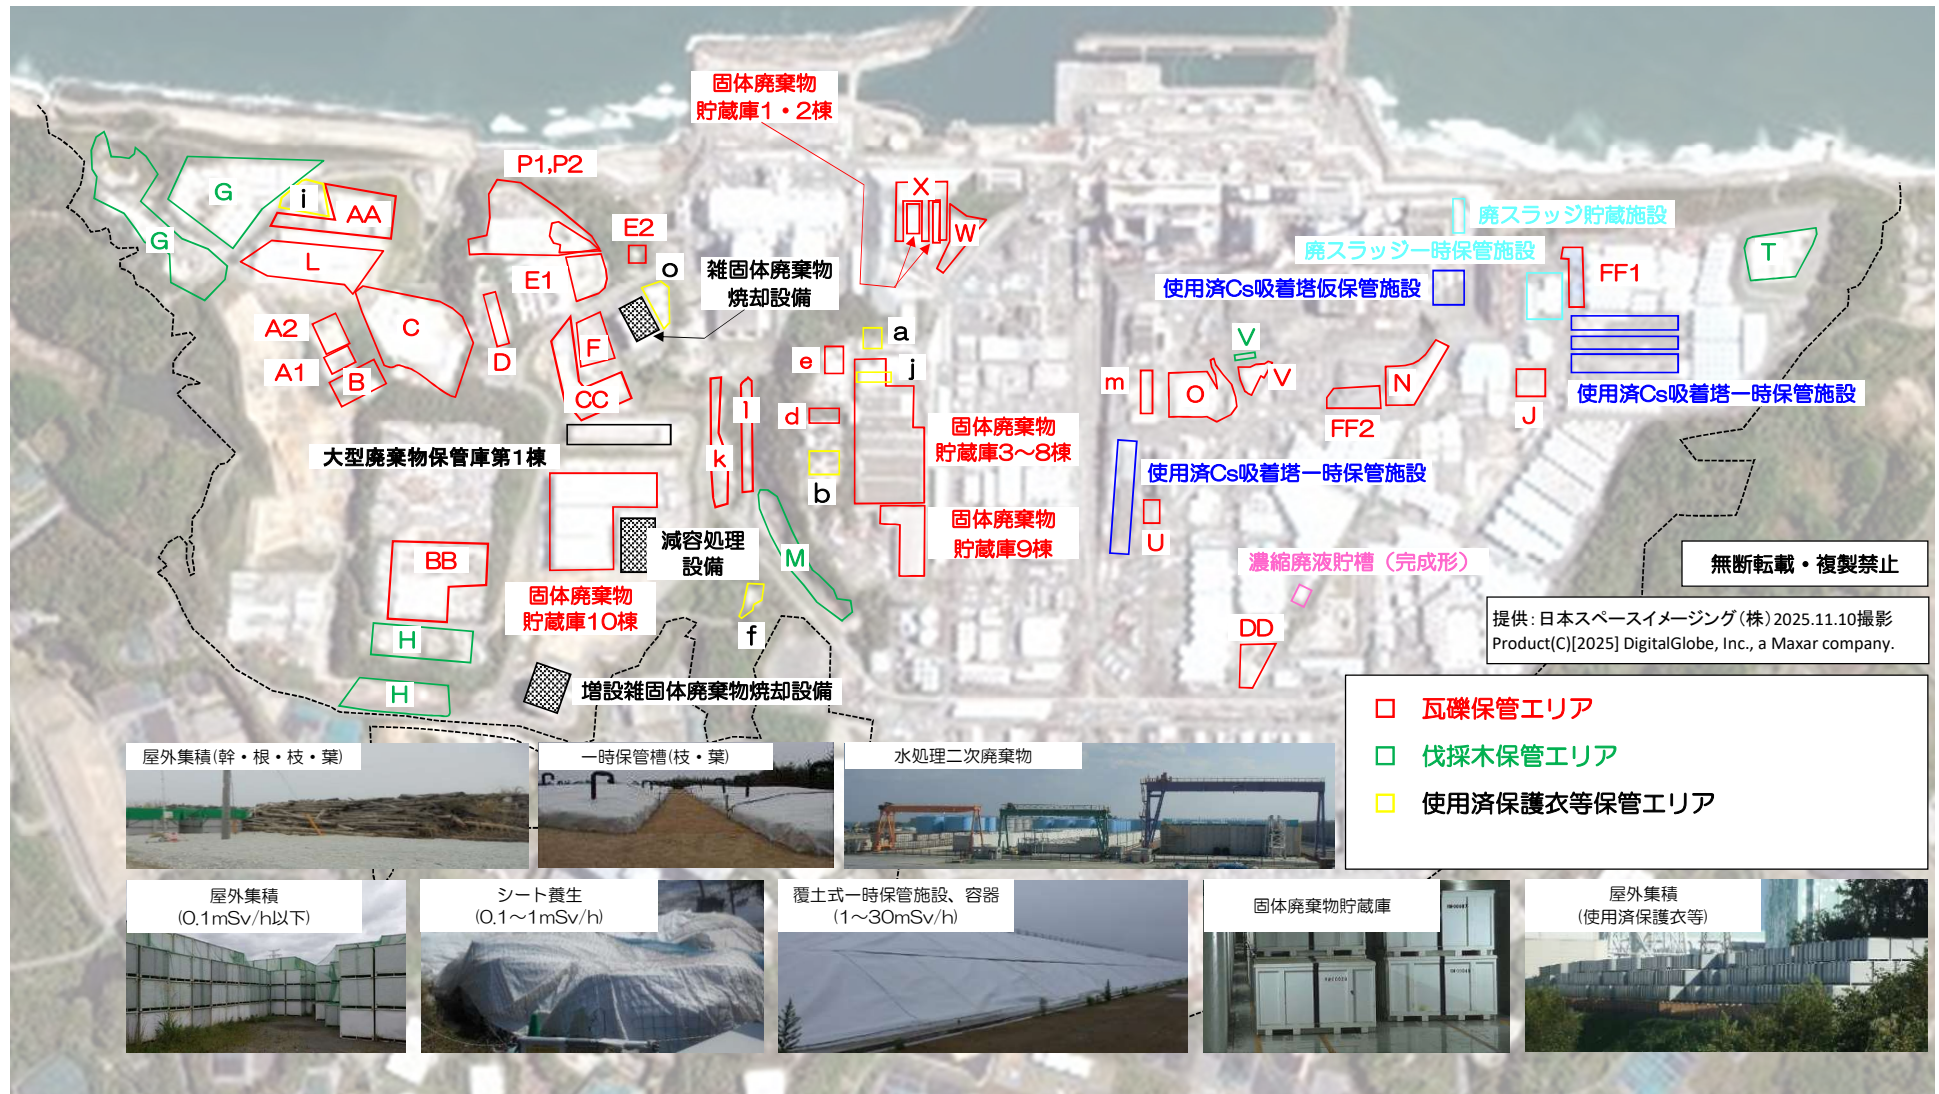 固体廃棄物
貯蔵庫1・2棟
P1,P2
G
i
AA
X
W
E2
G
L
o
雑固体廃棄物
焼却設備
E1
廃スラッジ貯蔵施設
廃スラッジ一時保管施設
使用済Cs吸着塔仮保管施設
FF1
T
A2
C
D
F
a
e
j
V
A1
B
CC
l
m
O
V
FF2
N
J
使用済Cs吸着塔一時保管施設
d
固体廃棄物
貯蔵庫3～8棟
大型廃棄物保管庫第1棟
k
b
使用済Cs吸着塔一時保管施設
U
固体廃棄物
貯蔵庫9棟
減容処理
設備
M
BB
濃縮廃液貯槽（完成形）
固体廃棄物
貯蔵庫10棟
f
DD
H
H
増設雑固体廃棄物焼却設備
無断転載・複製禁止
提供：日本スペースイメージング（株）2025.11.10撮影
Product(C)[2025] DigitalGlobe, Inc., a Maxar company.
瓦礫保管エリア
伐採木保管エリア
使用済保護衣等保管エリア
屋外集積(幹・根・枝・葉)
一時保管槽(枝・葉)
水処理二次廃棄物
屋外集積
(0.1mSv/h以下)
シート養生
(0.1～1mSv/h)
覆土式一時保管施設、容器
(1～30mSv/h)
固体廃棄物貯蔵庫
屋外集積
(使用済保護衣等)